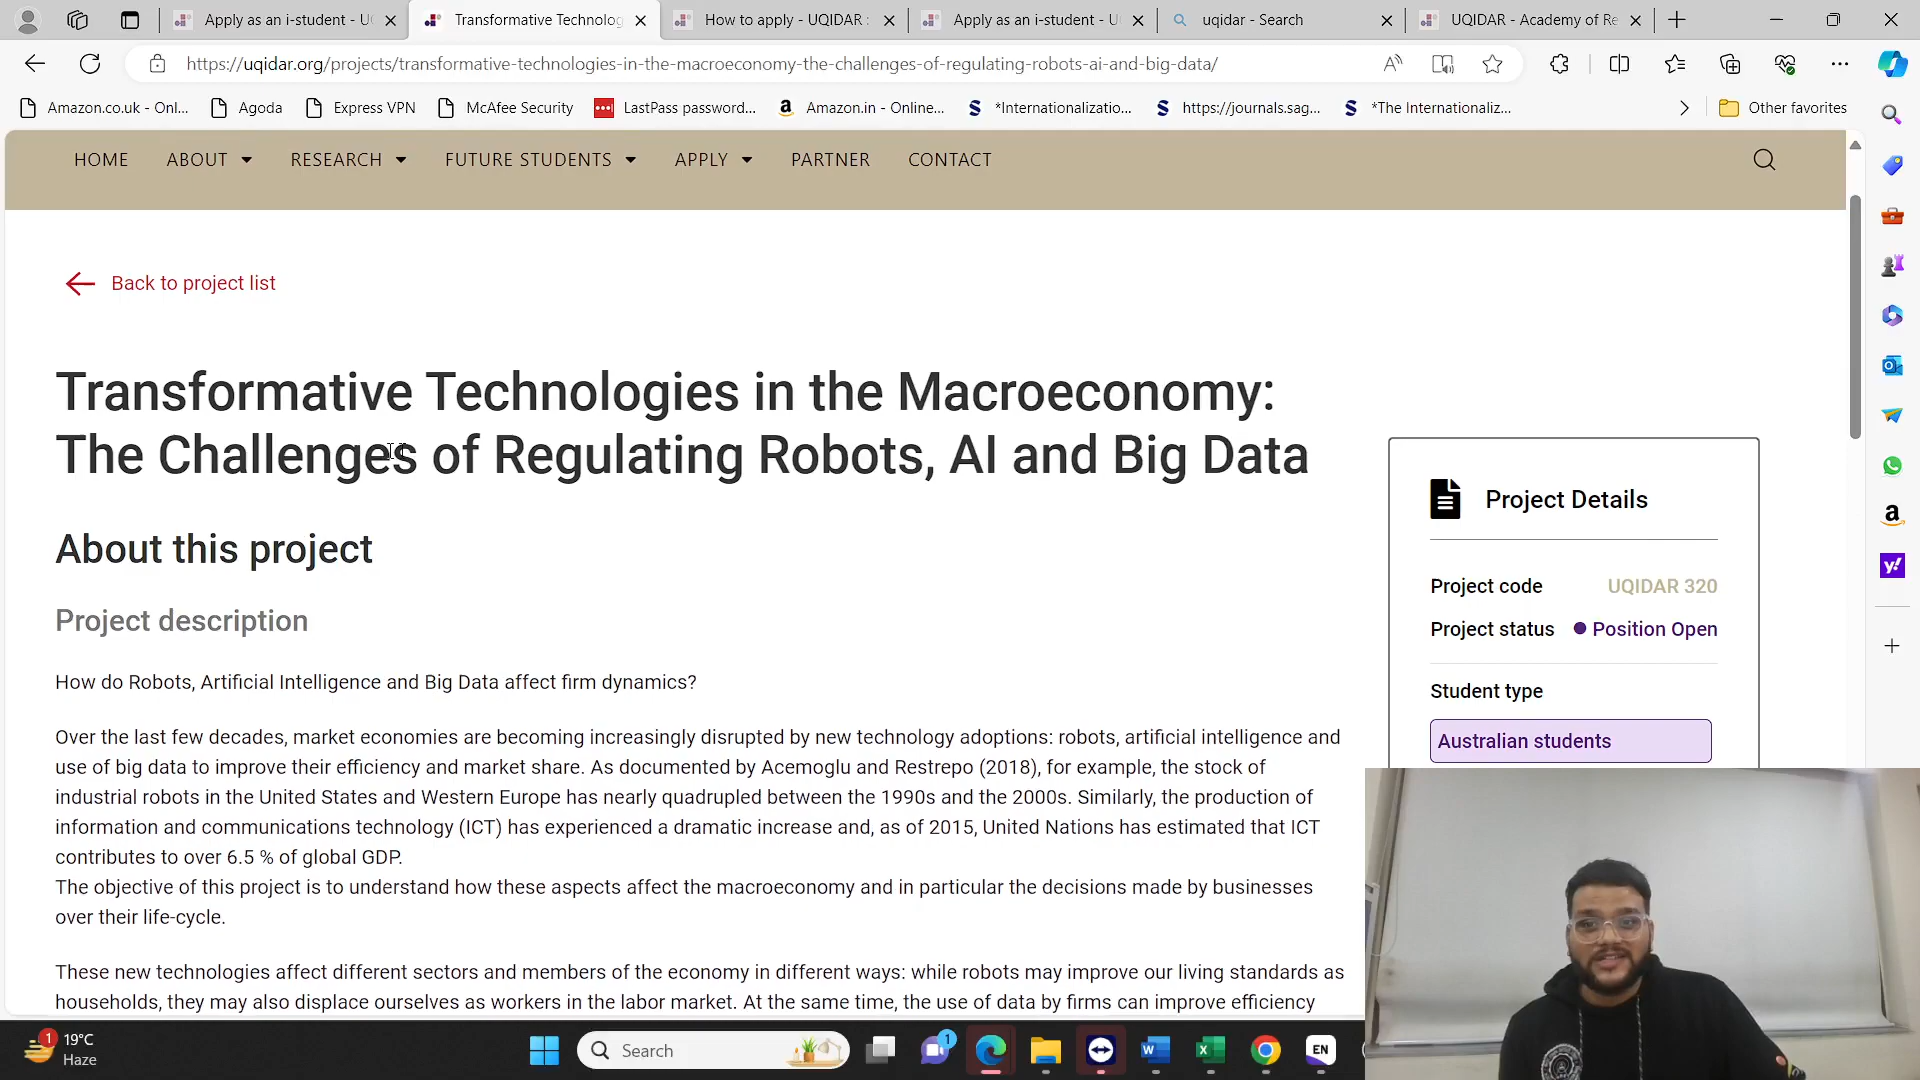 Apply as an i-student - UQ
Transformative Technolog
How to apply - UQIDAR :
Apply as an i-student - U
uqidar - Search
UQIDAR - Academy of Re
https://uqidar.org/projects/transformative-technologies-in-the-macroeconomy-the-challenges-of-regulating-robots-ai-and-big-data/
Amazon.co.uk - Onl...
Agoda
Express VPN
McAfee Security
LastPass password...
Amazon.in - Online...
*Internationalizatio...
https://journals.sag...
*The Internationaliz...
Other favorites
HOME
ABOUT
RESEARCH
FUTURE STUDENTS
APPLY
PARTNER
CONTACT
Back to project list
Transformative Technologies in the Macroeconomy:
The Challenges of Regulating Robots, AI and Big Data
About this project
Project description
How do Robots, Artificial Intelligence and Big Data affect firm dynamics?
Over the last few decades, market economies are becoming increasingly disrupted by new technology adoptions: robots, artificial intelligence and
use of big data to improve their efficiency and market share. As documented by Acemoglu and Restrepo (2018), for example, the stock of
industrial robots in the United States and Western Europe has nearly quadrupled between the 1990s and the 2000s. Similarly, the production of
information and communications technology (ICT) has experienced a dramatic increase and, as of 2015, United Nations has estimated that ICT
contributes to over 6.5 % of global GDP.
The objective of this project is to understand how these aspects affect the macroeconomy and in particular the decisions made by businesses
over their life-cycle.
These new technologies affect different sectors and members of the economy in different ways: while robots may improve our living standards as
households, they may also displace ourselves as workers in the labor market. At the same time, the use of data by firms can improve efficiency
Project Details
Project code UQIDAR 320
Project status Position Open
Student type
Australian students
1
19°C
Haze
Search
1
EN